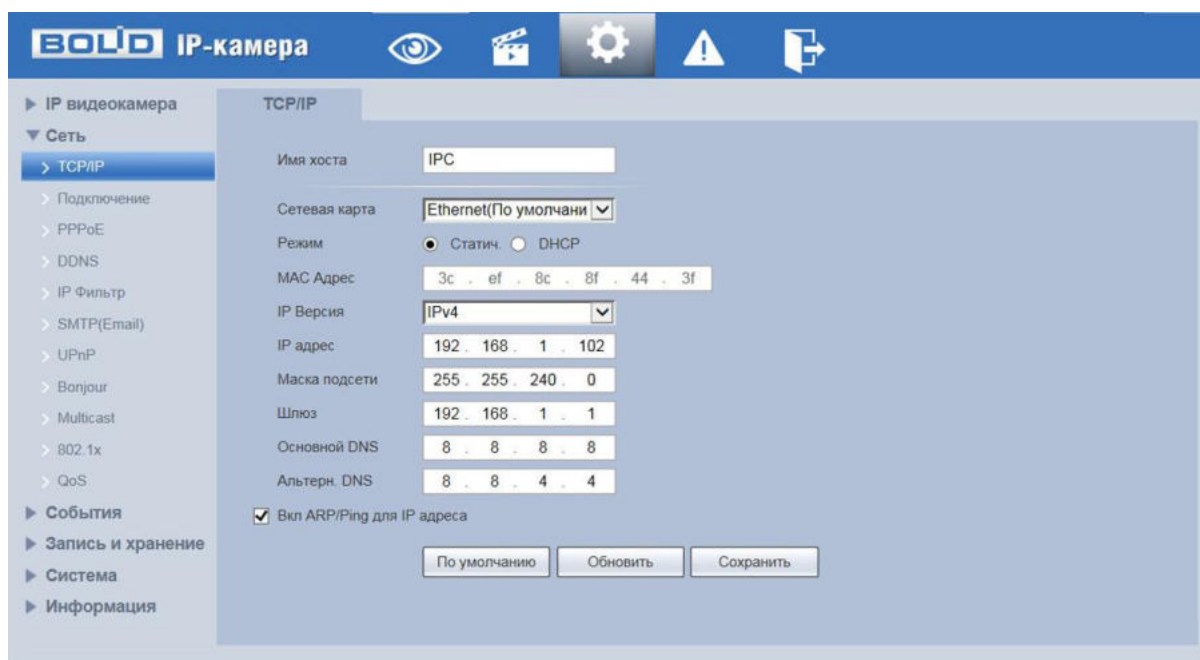 BOLID IP-камера
IP видеокамера
Сеть
TCP/IP
Подключение
PPPoE
DDNS
IP Фильтр
SMTP(Email)
UPnP
Bonjour
Multicast
802.1x
QoS
События
Запись и хранение
Система
Информация
TCP/IP
Имя хоста IPC
Сетевая карта Ethernet(По умолчани
Режим Статич. DHCP
MAC Адрес 3c . ef . 8c . 8f . 44 . 3f
IP Версия IPv4
IP адрес 192 . 168 . 1 . 102
Маска подсети 255 . 255 . 240 . 0
Шлюз 192 . 168 . 1 . 1
Основной DNS 8 . 8 . 8 . 8
Альтерн. DNS 8 . 8 . 4 . 4
Вкл ARP/Ping для IP адреса
По умолчанию Обновить Сохранить